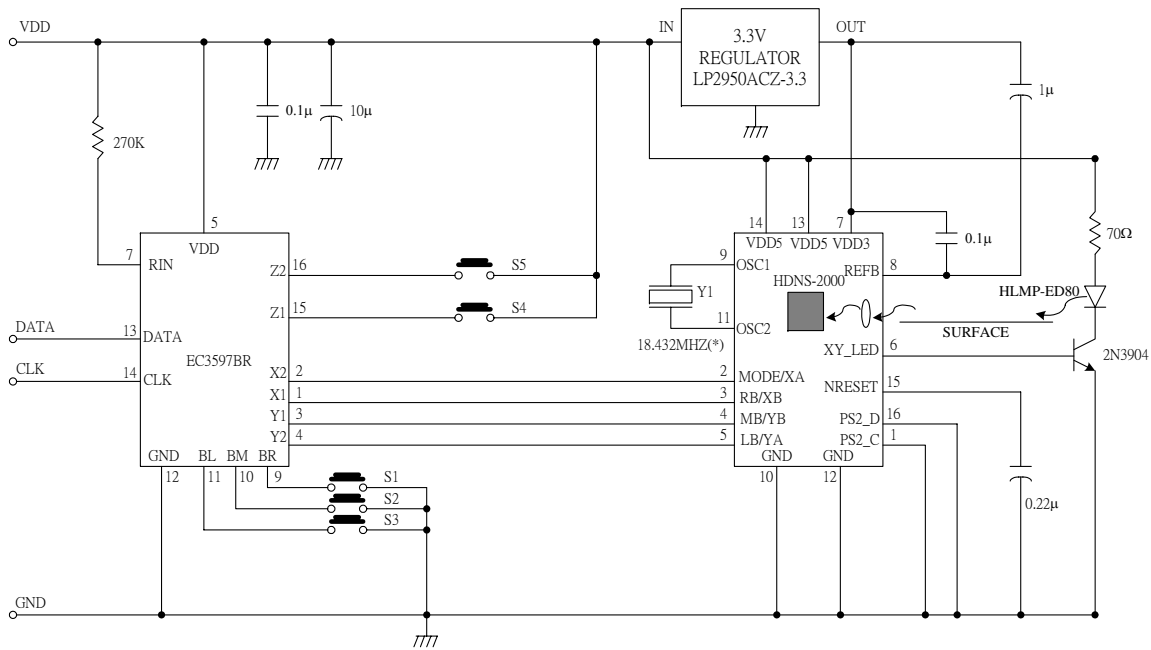 VDD
IN
3.3V
REGULATOR
LP2950ACZ-3.3
OUT
270K
0.1μ
10μ
1μ
5
VDD
7
RIN
Z2
16
S5
Z1
15
S4
DATA
13
DATA
CLK
14
CLK
EC3597BR
X2
2
X1
1
Y1
3
Y2
4
GND
BL
BM
BR
12
11
10
9
S1
S2
S3
14
13
7
VDD5
VDD5
VDD3
9
OSC1
REFB
8
0.1μ
HDNS-2000
Y1
11
OSC2
18.432MHZ(*)
70Ω
HLMP-ED80
SURFACE
XY_LED
6
2N3904
2
MODE/XA
NRESET
15
3
RB/XB
4
MB/YB
PS2_D
16
5
LB/YA
PS2_C
1
GND
GND
10
12
0.22μ
GND